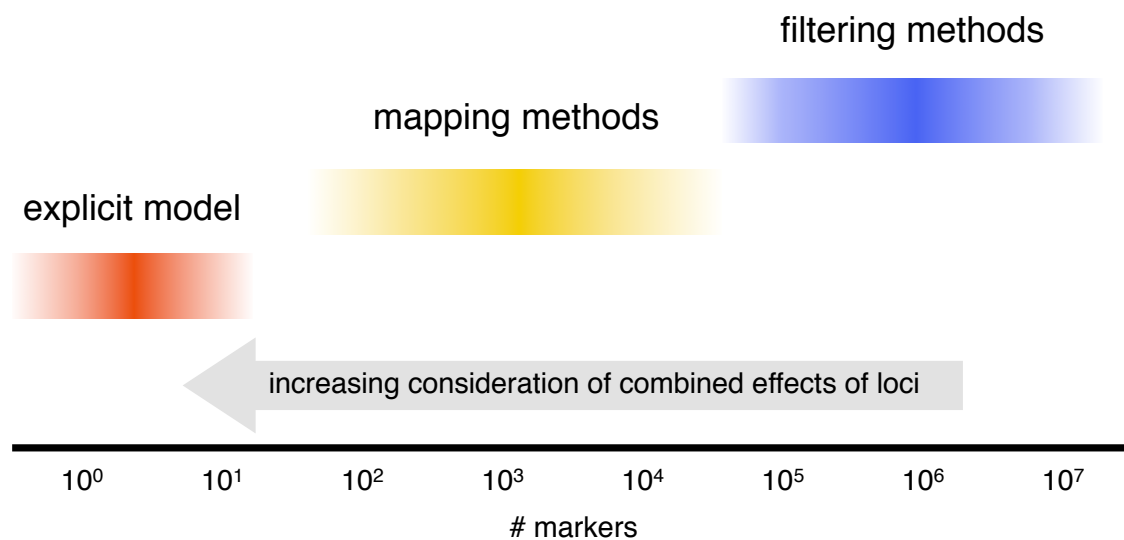 filtering methods
mapping methods
explicit model
increasing consideration of combined effects of loci
10⁰ 10¹ 10² 10³ 10⁴ 10⁵ 10⁶ 10⁷
# markers